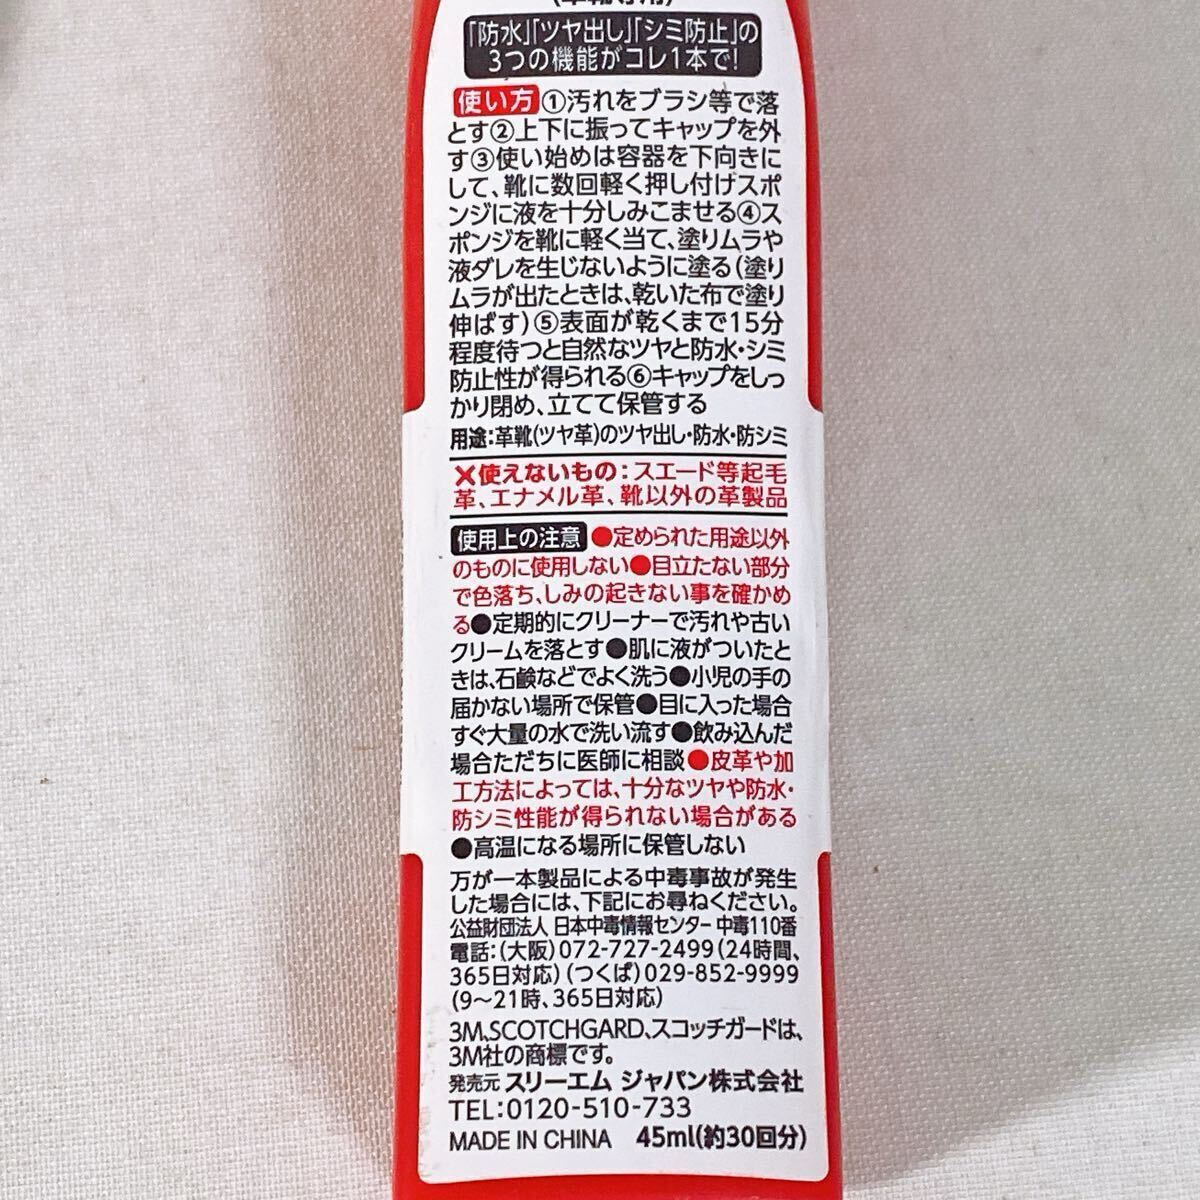 「防水」「ツヤ出し」「シミ防止」の
3つの機能がコレ1本で!
使い方 ①汚れをブラシ等で落
とす②上下に振ってキャップを外
す③使い始めは容器を下向きに
して、靴に数回軽く押し付けスポ
ンジに液を十分しみこませる④ス
ポンジを靴に軽く当て、塗りムラや
液ダレを生じないように塗る(塗り
ムラが出たときは、乾いた布で塗り
伸ばす)⑤表面が乾くまで15分
程度待つと自然なツヤと防水・シミ
防止性が得られる⑥キャップをしっ
かり閉め、立てて保管する
用途:革靴(ツヤ革)のツヤ出し・防水・防シミ
×使えないもの:スエード等起毛
革、エナメル革、靴以外の革製品
使用上の注意 ●定められた用途以外
のものに使用しない●目立たない部分
で色落ち、しみの起きない事を確かめ
る●定期的にクリーナーで汚れや古い
クリームを落とす●肌に液がついたと
きは、石鹸などでよく洗う●小児の手の
届かない場所で保管●目に入った場合
すぐ大量の水で洗い流す●飲み込んだ
場合ただちに医師に相談●皮革や加
工方法によっては、十分なツヤや防水・
防シミ性能が得られない場合がある
●高温になる場所に保管しない
万が一本製品による中毒事故が発生
した場合には、下記にお尋ねください。
公益財団法人 日本中毒情報センター 中毒110番
電話:(大阪)072-727-2499(24時間、
365日対応)(つくば)029-852-9999
(9～21時、365日対応)
3M、SCOTCHGARD、スコッチガードは、
3M社の商標です。
発売元 スリーエム ジャパン株式会社
TEL:0120-510-733
MADE IN CHINA 45ml(約30回分)